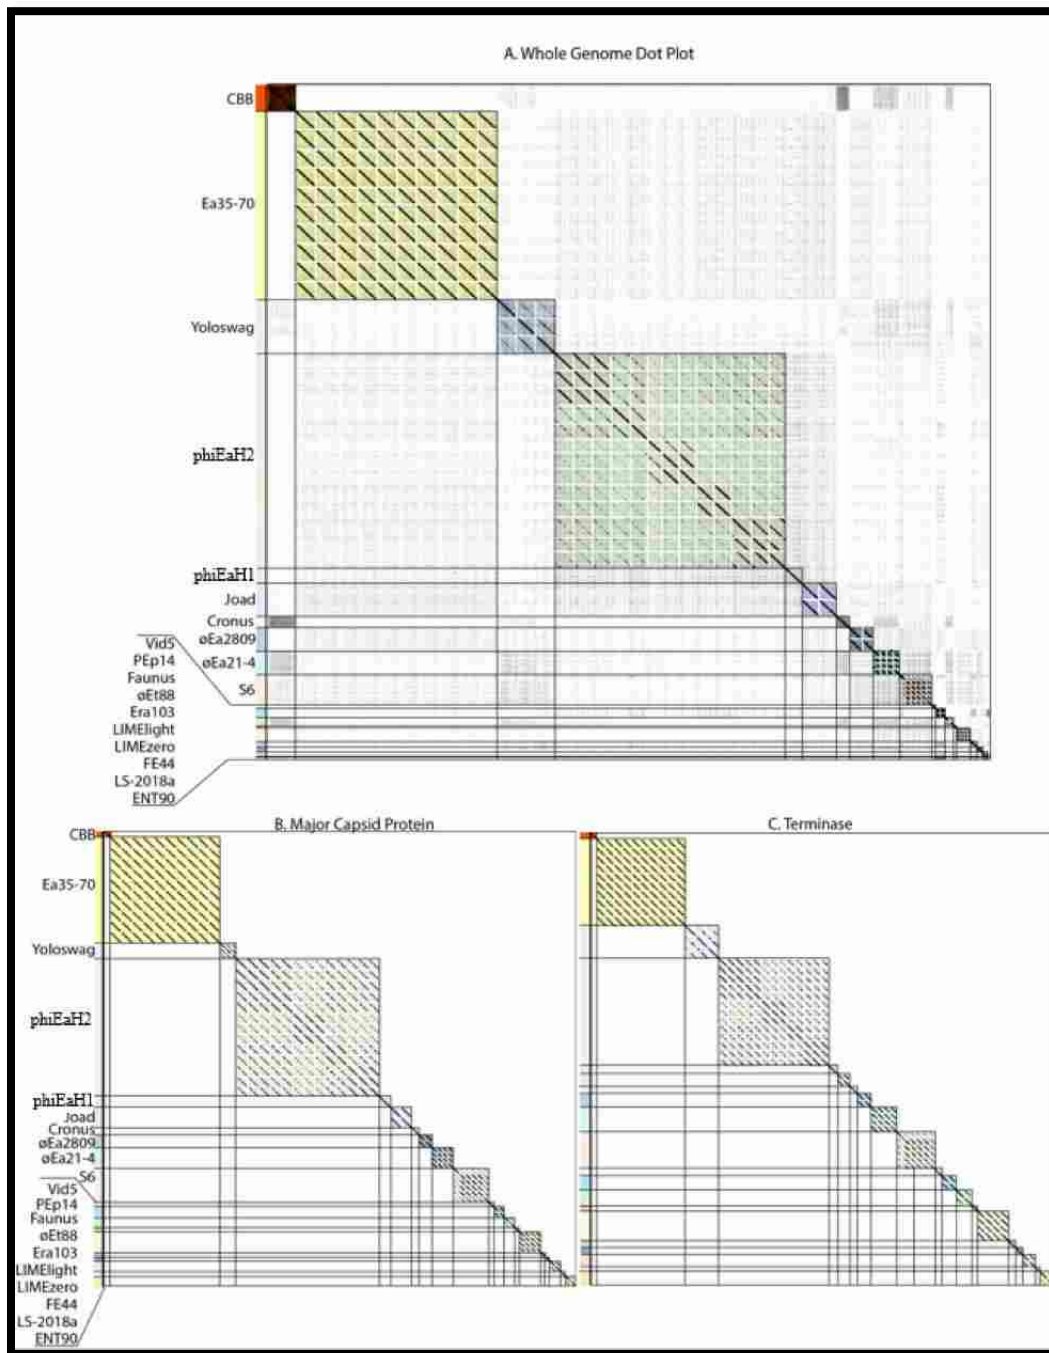 A. Whole Genome Dot Plot
CBB
Ea35-70
Yoloswag
phiEaH2
phiEaH1
Joad
Cronus
øEa2809
øEa21-4
S6
Vid5
PEp14
Faunus
øEt88
Era103
LIMElight
LIMEzero
FE44
LS-2018a
ENT90
B. Major Capsid Protein
CBB
Ea35-70
Yoloswag
phiEaH2
phiEaH1
Joad
Cronus
øEa2809
øEa21-4
S6
Vid5
PEp14
Faunus
øEt88
Era103
LIMElight
LIMEzero
FE44
LS-2018a
ENT90
C. Terminase